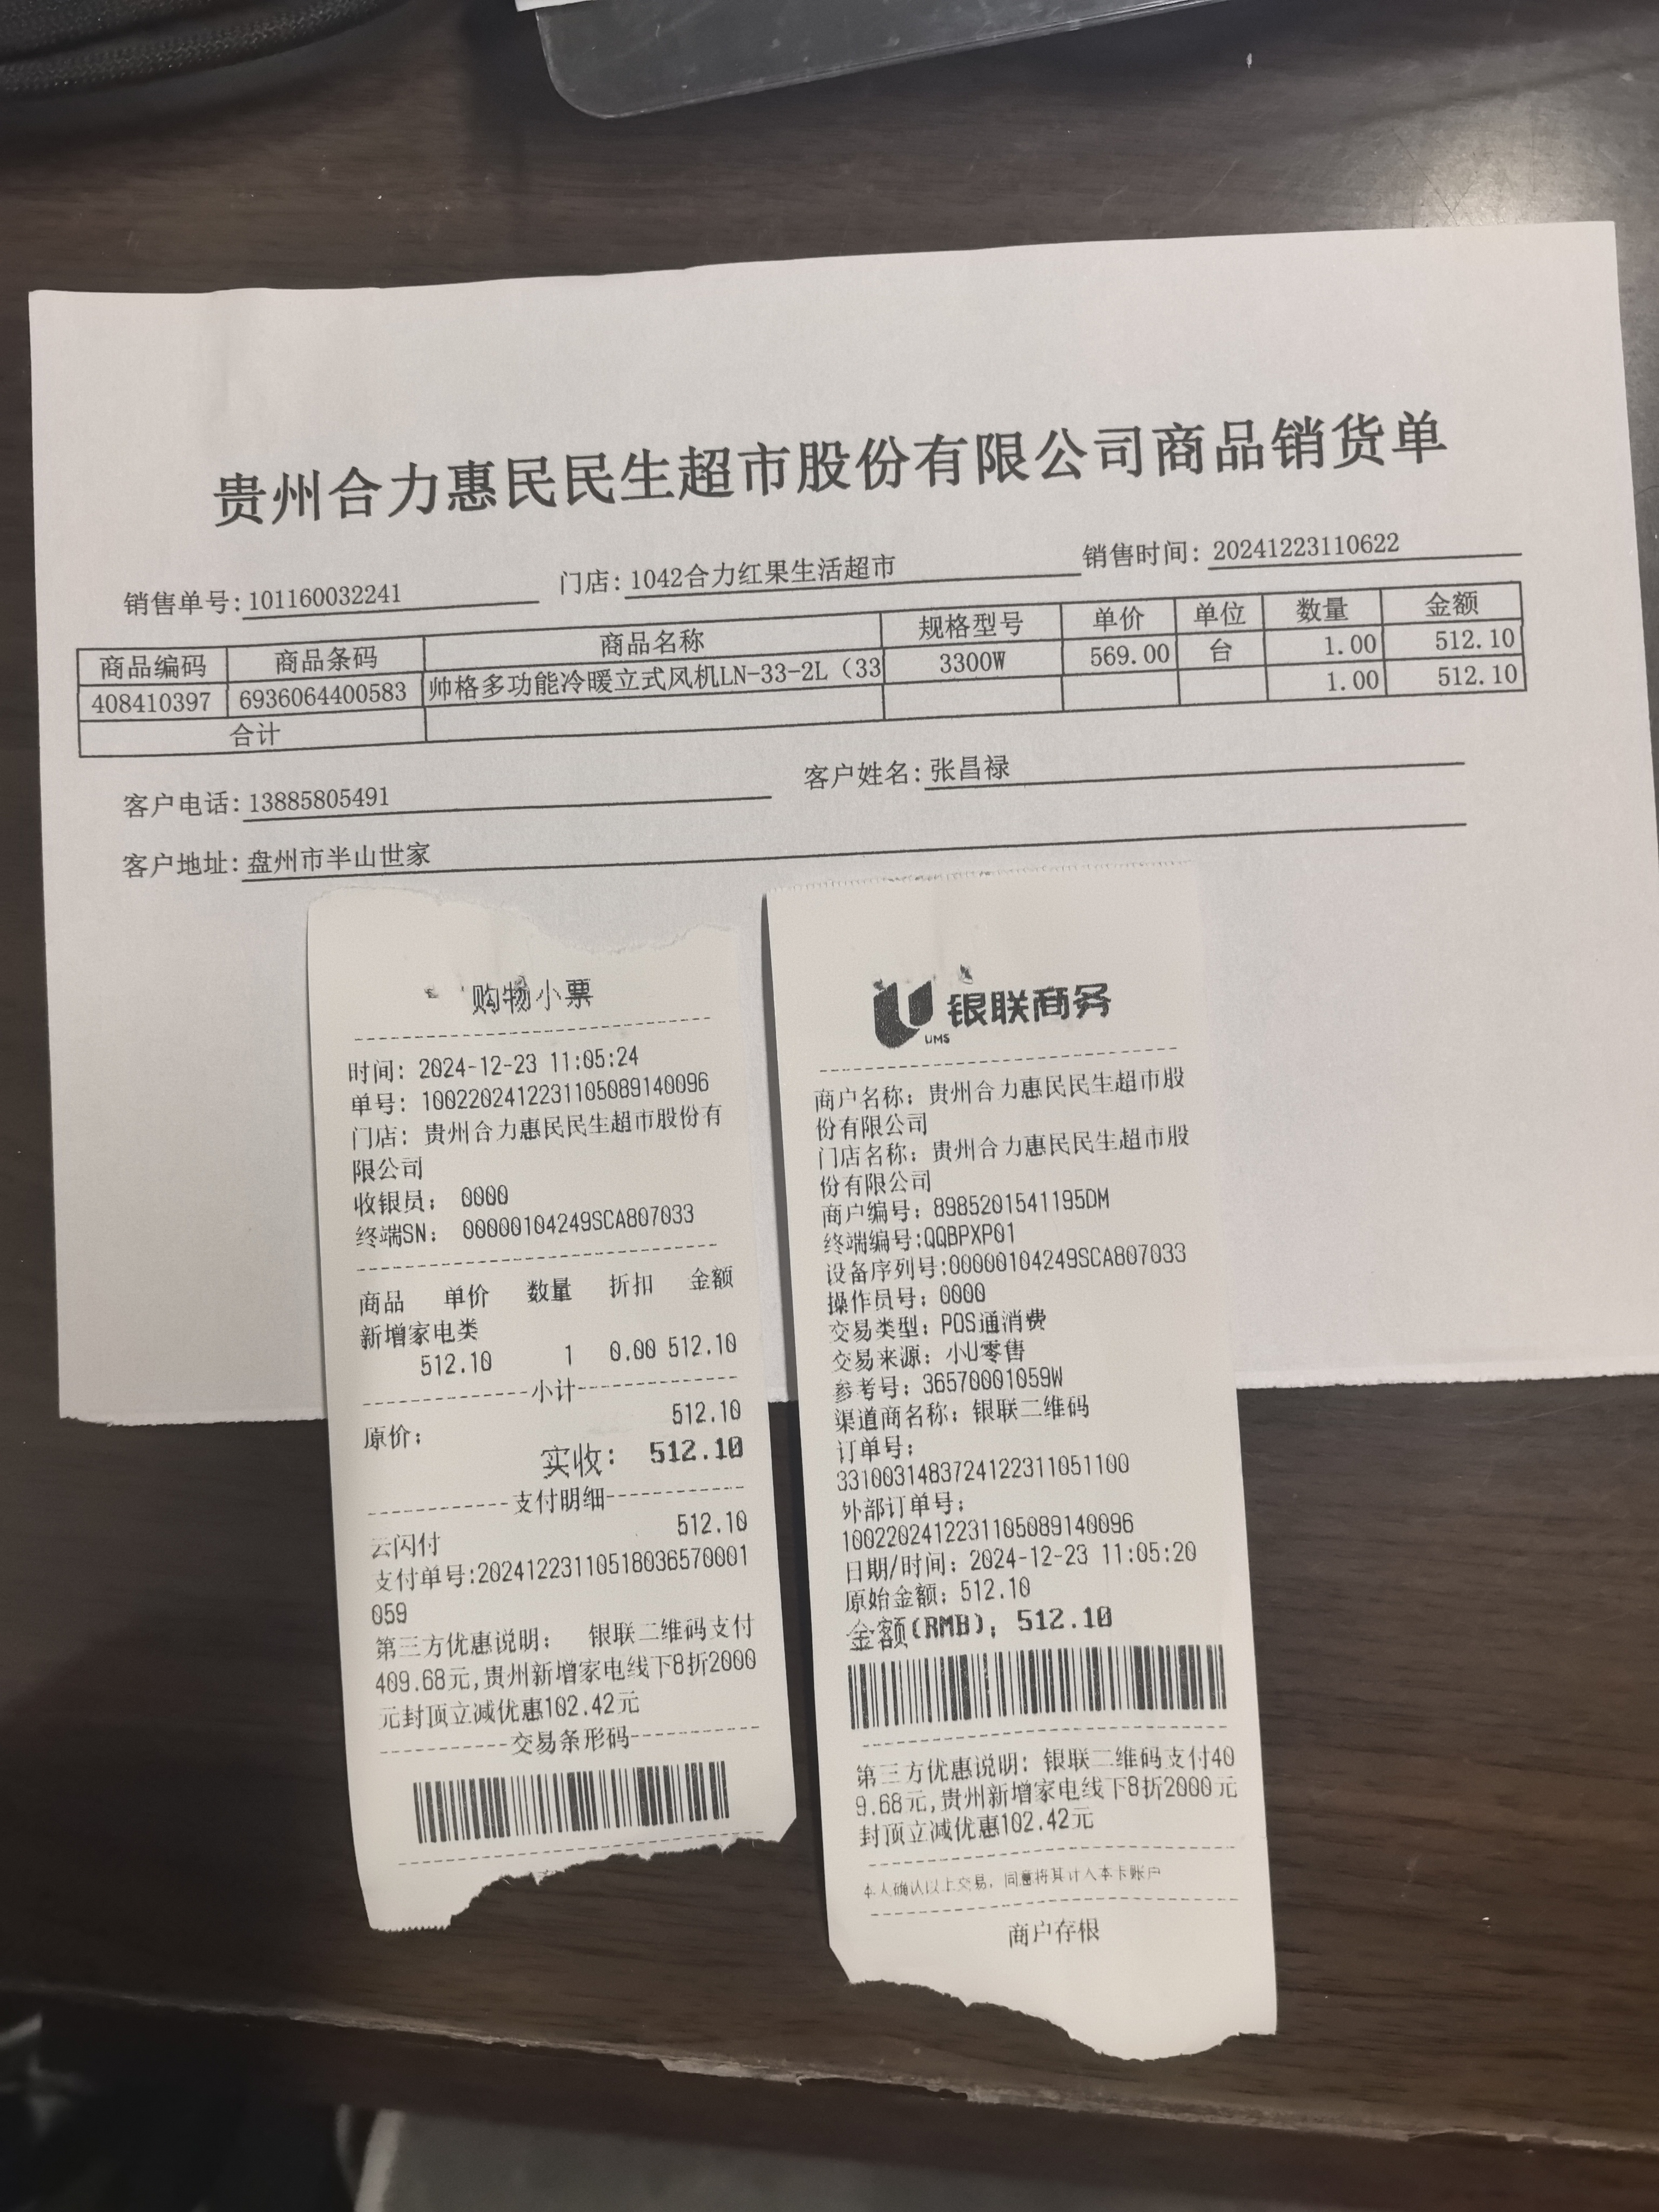 贵州合力惠民民生超市股份有限公司商品销货单
销售单号:101160032241 门店:1042合力红果生活超市 销售时间:20241223110622
商品编码 商品条码 商品名称 规格型号 单价 单位 数量 金额
408410397 6936064400583 帅格多功能冷暖立式风机LN-33-2L（33 3300W 569.00 台 1.00 512.10
合计 1.00 512.10
客户电话:13885805491 客户姓名:张昌禄
客户地址:盘州市半山世家
购物小票
时间: 2024-12-23 11:05:24
单号: 10022024122311050891​40096
门店: 贵州合力惠民民生超市股份有
限公司
收银员: 0000
终端SN: 00000104249SCA807033
商品 单价 数量 折扣 金额
新增家电类
512.10 1 0.00 512.10
小计
原价: 512.10
实收: 512.10
支付明细
云闪付 512.10
支付单号:20241223110518036570001
059
第三方优惠说明: 银联二维码支付
409.68元,贵州新增家电线下8折2000
元封顶立减优惠102.42元
交易条形码
银联商务
UMS
商户名称: 贵州合力惠民民生超市股
份有限公司
门店名称: 贵州合力惠民民生超市股
份有限公司
商户编号: 8985201541195DM
终端编号:QQBPXP01
设备序列号:00000104249SCA807033
操作员号: 0000
交易类型: POS通消费
交易来源: 小U零售
参考号: 36570001059W
渠道商名称: 银联二维码
订单号:
33100314837241223110511​00
外部订单号:
10022024122311050891​40096
日期/时间: 2024-12-23 11:05:20
原始金额: 512.10
金额(RMB): 512.10
第三方优惠说明: 银联二维码支付40
9.68元,贵州新增家电线下8折2000元
封顶立减优惠102.42元
本人确认以上交易, 同意将其计入本卡账户
商户存根